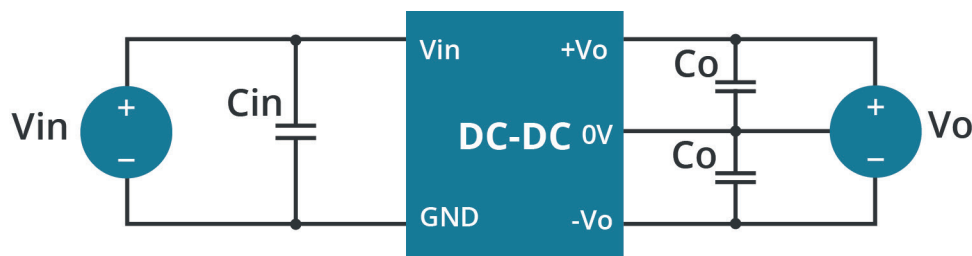 Vin
+
−
Cin
Vin
+Vo
DC-DC
0V
GND
-Vo
Co
Co
+
−
Vo